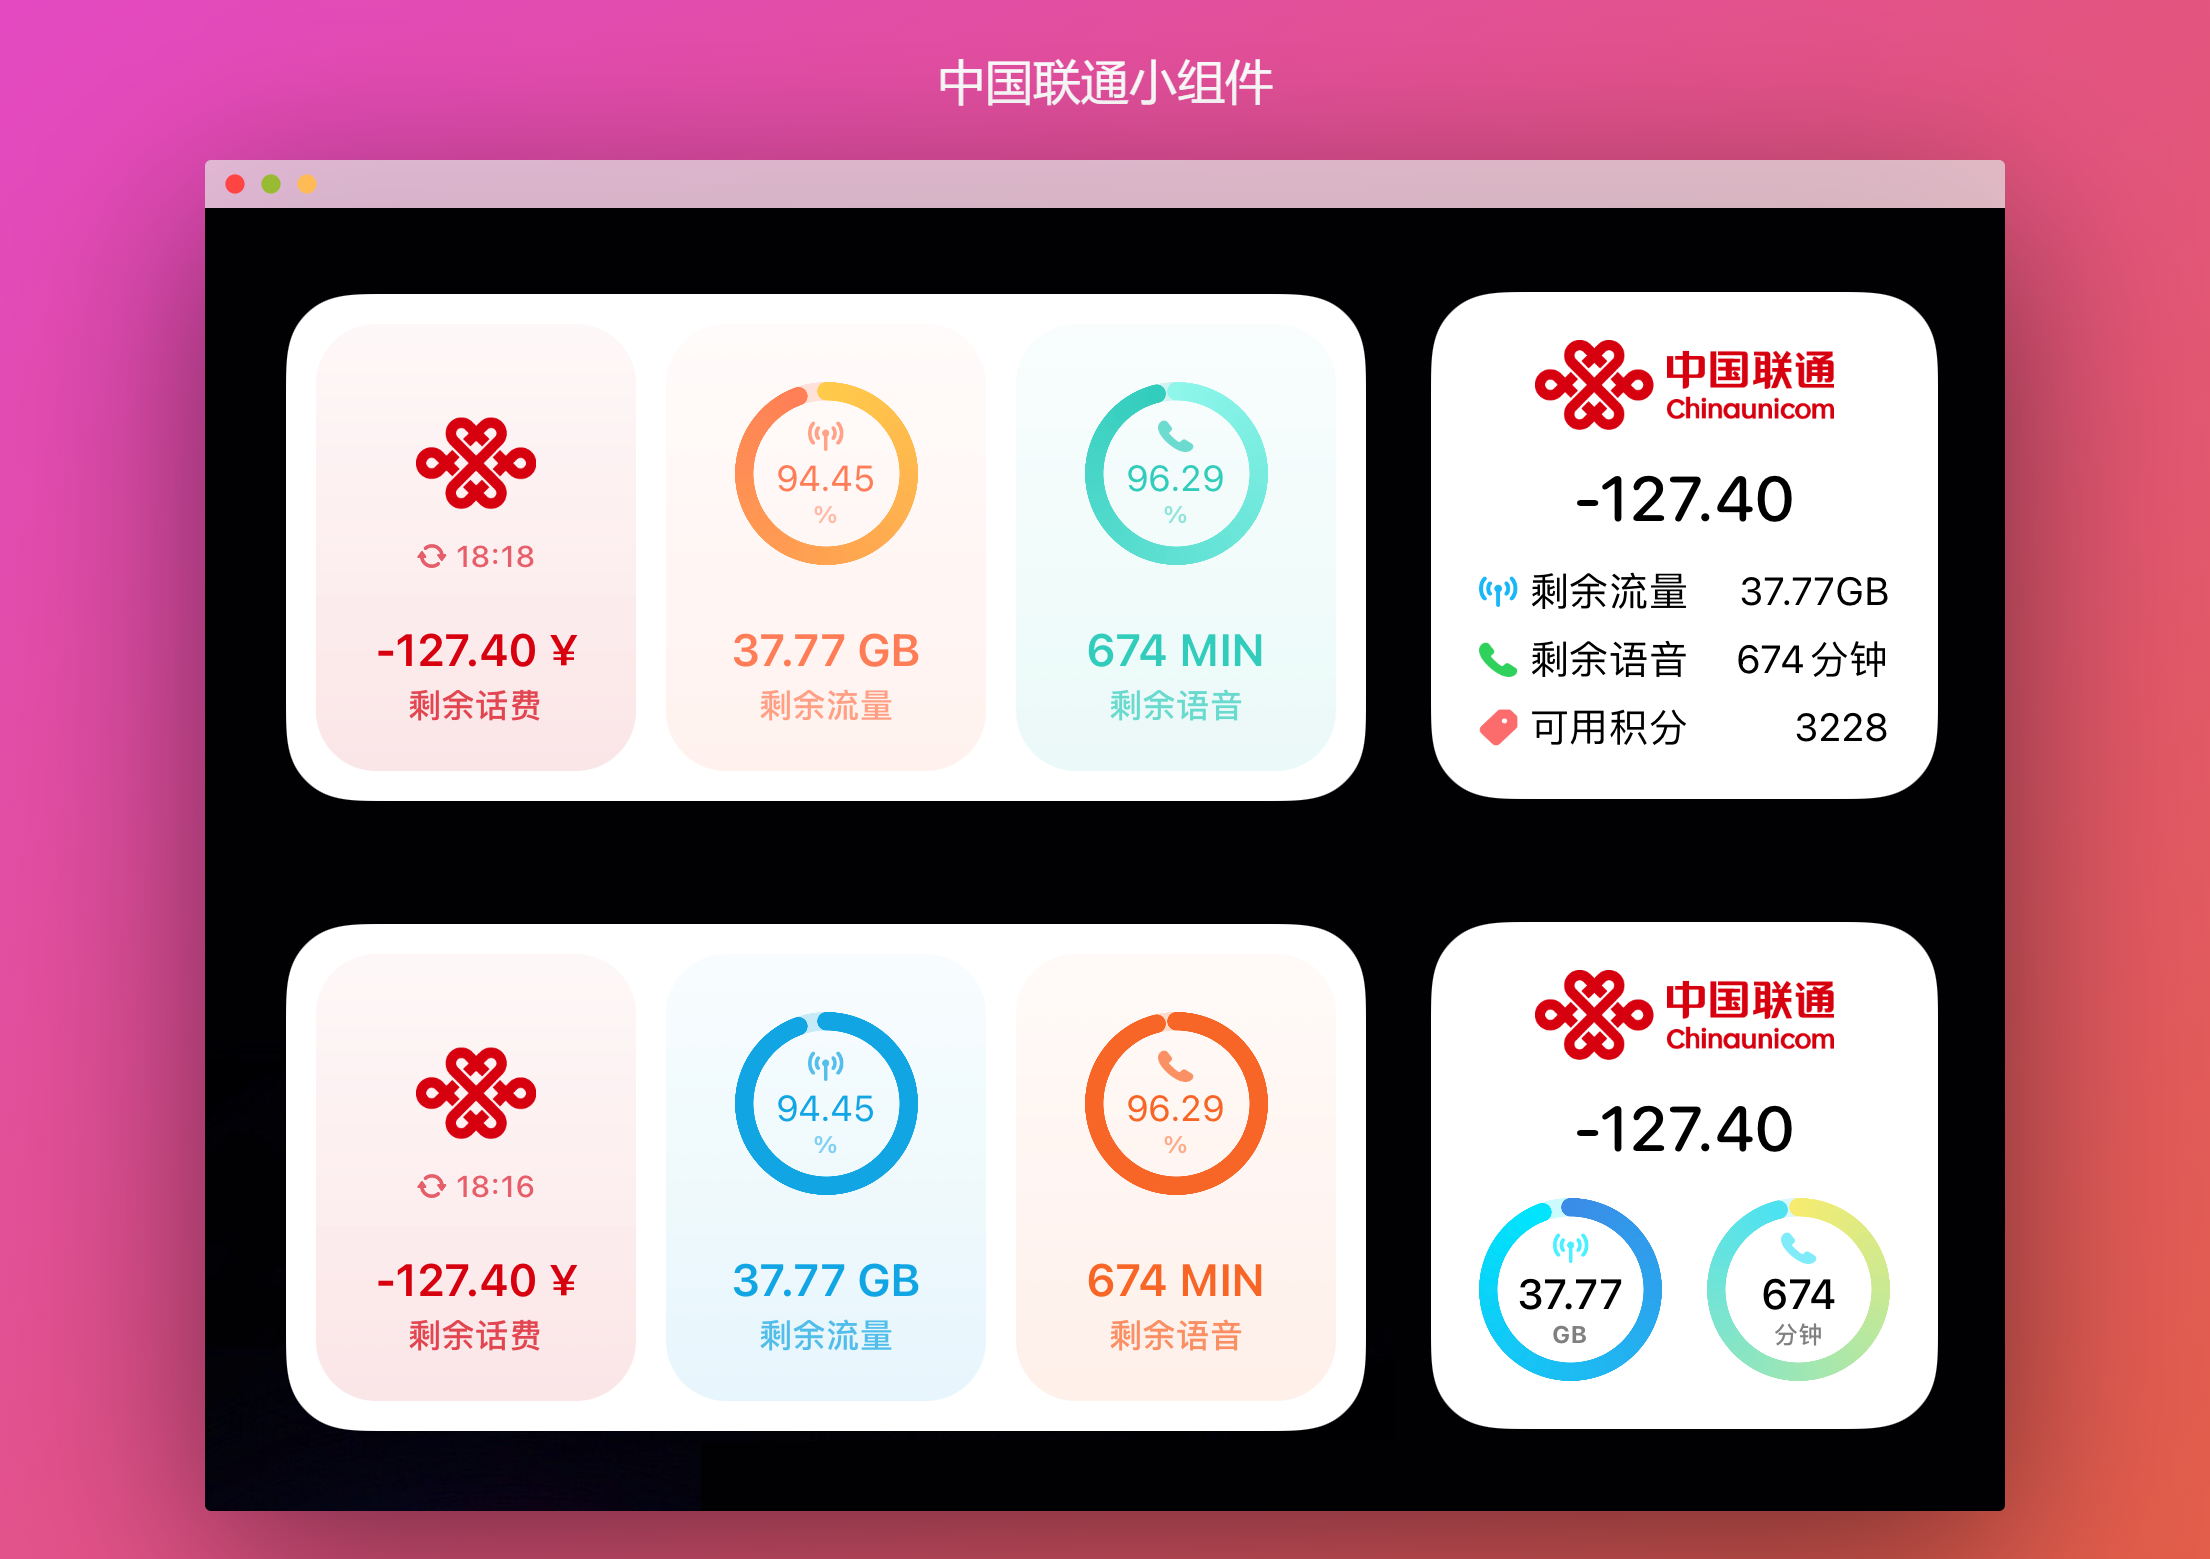 中国联通小组件
18:18
-127.40 ¥
剩余话费
94.45
%
37.77 GB
剩余流量
96.29
%
674 MIN
剩余语音
中国联通
Chinaunicom
-127.40
剩余流量 37.77GB
剩余语音 674分钟
可用积分 3228
18:16
-127.40 ¥
剩余话费
94.45
%
37.77 GB
剩余流量
96.29
%
674 MIN
剩余语音
中国联通
Chinaunicom
-127.40
37.77
GB
674
分钟